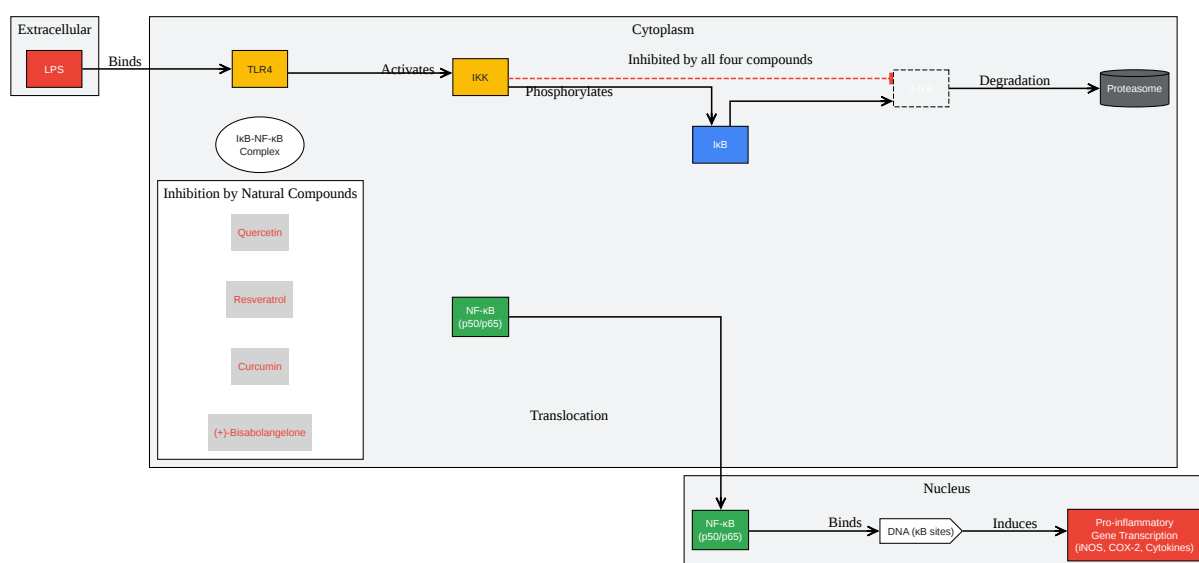 Extracellular
LPS
Binds
Cytoplasm
TLR4
Activates
IKK
Inhibited by all four compounds
Phosphorylates
p-IκB
Degradation
Proteasome
IκB
IκB-NF-κB
Complex
Inhibition by Natural Compounds
Quercetin
Resveratrol
Curcumin
(+)-Bisabolangelone
NF-κB
(p50/p65)
Translocation
Nucleus
NF-κB
(p50/p65)
Binds
DNA (κB sites)
Induces
Pro-inflammatory
Gene Transcription
(iNOS, COX-2, Cytokines)